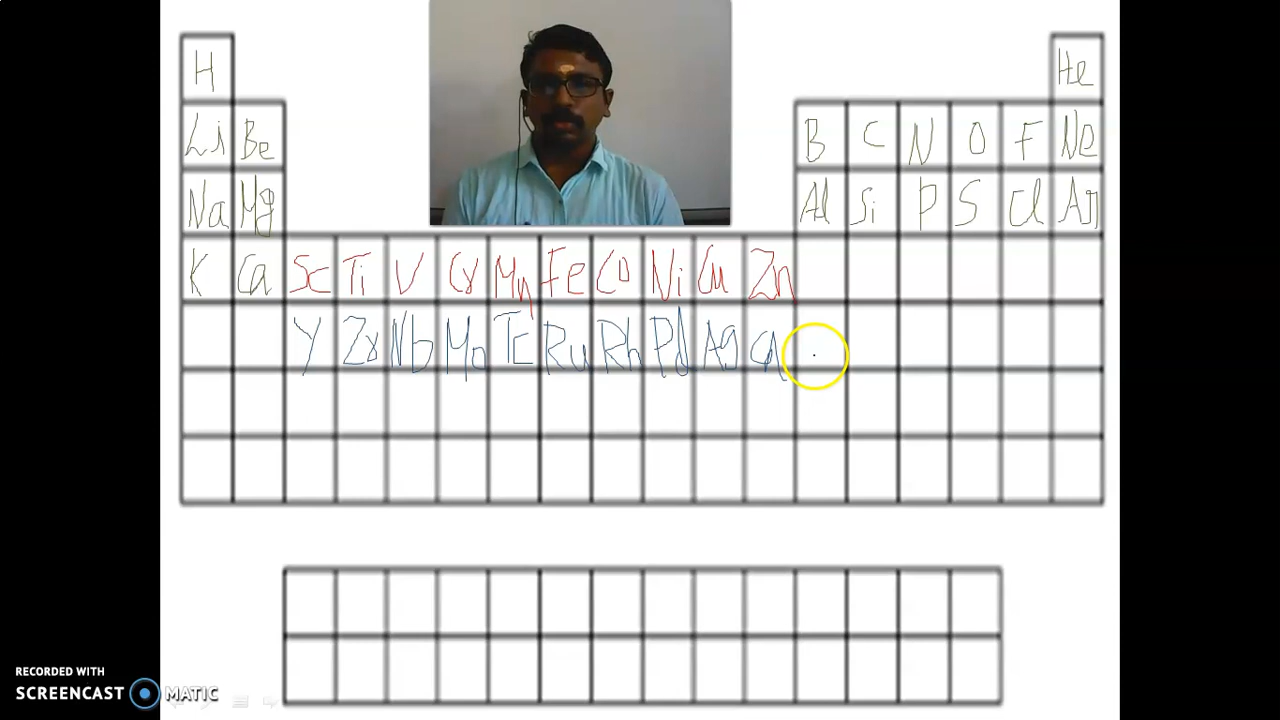 H He
Li Be B C N O F Ne
Na Mg Al Si P S Cl Ar
K Ca Sc Ti V Cr Mn Fe Co Ni Cu Zn
Y Zr Nb Mo Tc Ru Rh Pd Ag Cd
RECORDED WITH
SCREENCAST MATIC